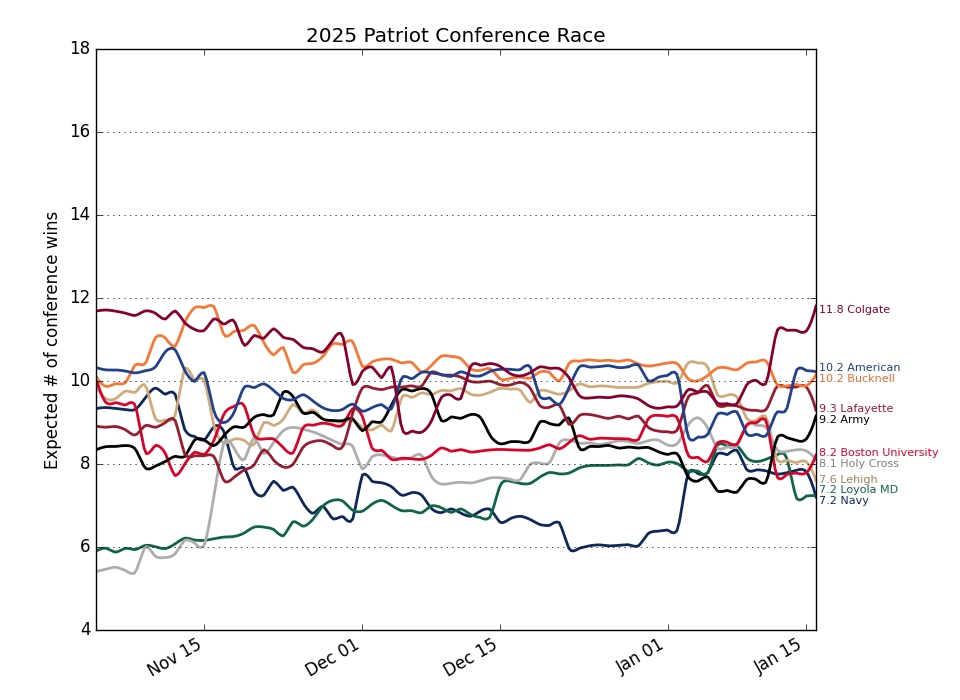 2025 Patriot Conference Race
Expected # of conference wins
18
16
14
12
10
8
6
4
Nov 15
Dec 01
Dec 15
Jan 01
Jan 15
11.8 Colgate
10.2 American
10.2 Bucknell
9.3 Lafayette
9.2 Army
8.2 Boston University
8.1 Holy Cross
7.6 Lehigh
7.2 Loyola MD
7.2 Navy